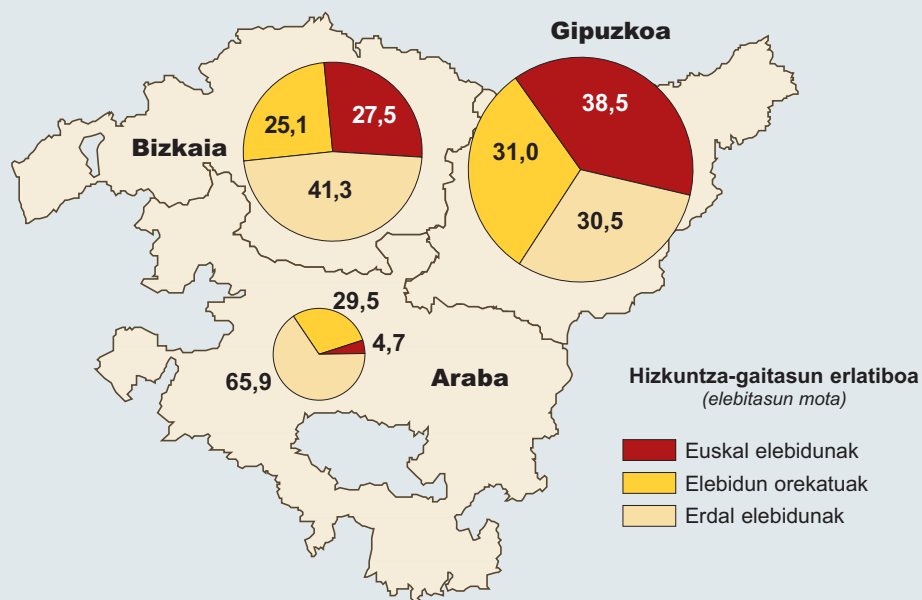 Gipuzkoa
38,5
31,0
30,5
Bizkaia
27,5
25,1
41,3
29,5
4,7
65,9
Araba
Hizkuntza-gaitasun erlatiboa
(elebitasun mota)
Euskal elebidunak
Elebidun orekatuak
Erdal elebidunak